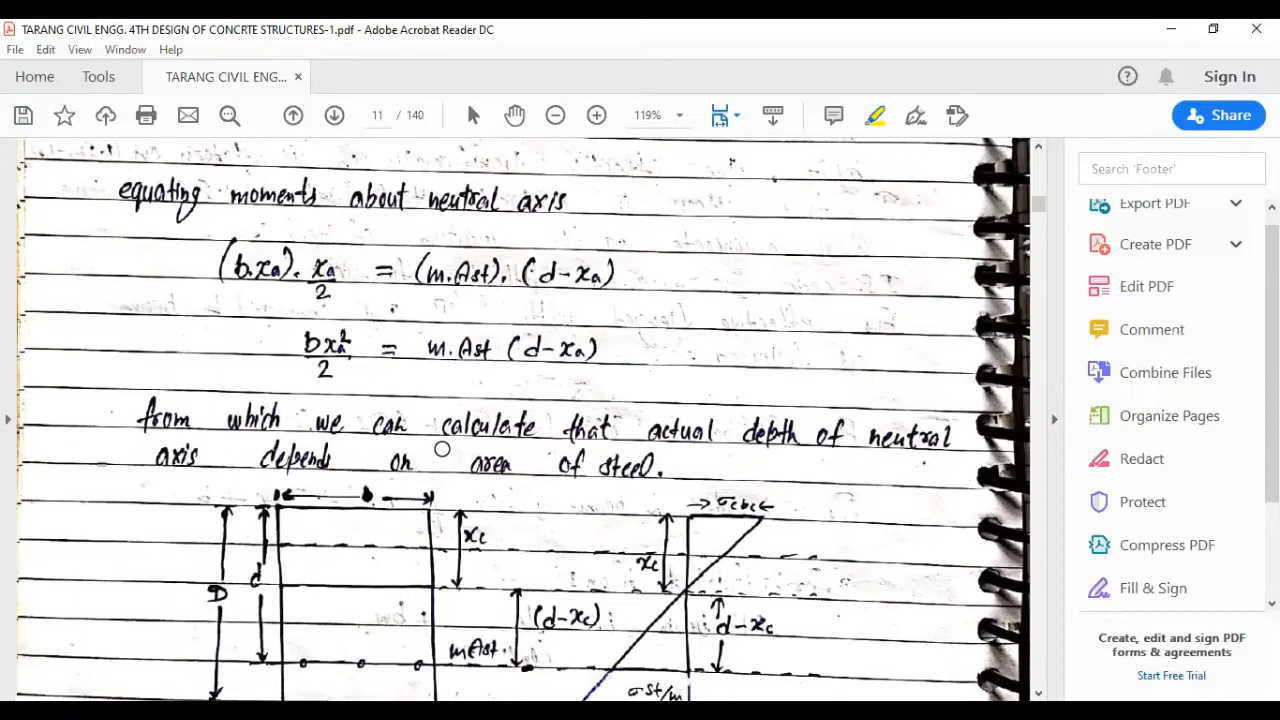 TARANG CIVIL ENGG. 4TH DESIGN OF CONCRTE STRUCTURES-1.pdf - Adobe Acrobat Reader DC
File Edit View Window Help
Home Tools TARANG CIVIL ENG... × Sign In
11 / 140 119% Share
equating moments about neutral axis
(b.xa). xa/2 = (m.Ast). (d-xa)
bxa²/2 = m.Ast (d-xa)
from which we can calculate that actual depth of neutral
axis depends on area of steel.
b
σcbc
xc
xc
d
D
(d-xc)
d-xc
mAst
σst/m
Search 'Footer'
Export PDF
Create PDF
Edit PDF
Comment
Combine Files
Organize Pages
Redact
Protect
Compress PDF
Fill & Sign
Create, edit and sign PDF
forms & agreements
Start Free Trial